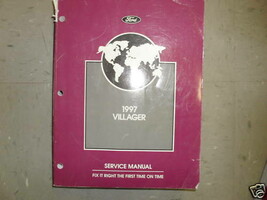 Ford
1997
VILLAGER
SERVICE MANUAL
FIX IT RIGHT THE FIRST TIME ON TIME